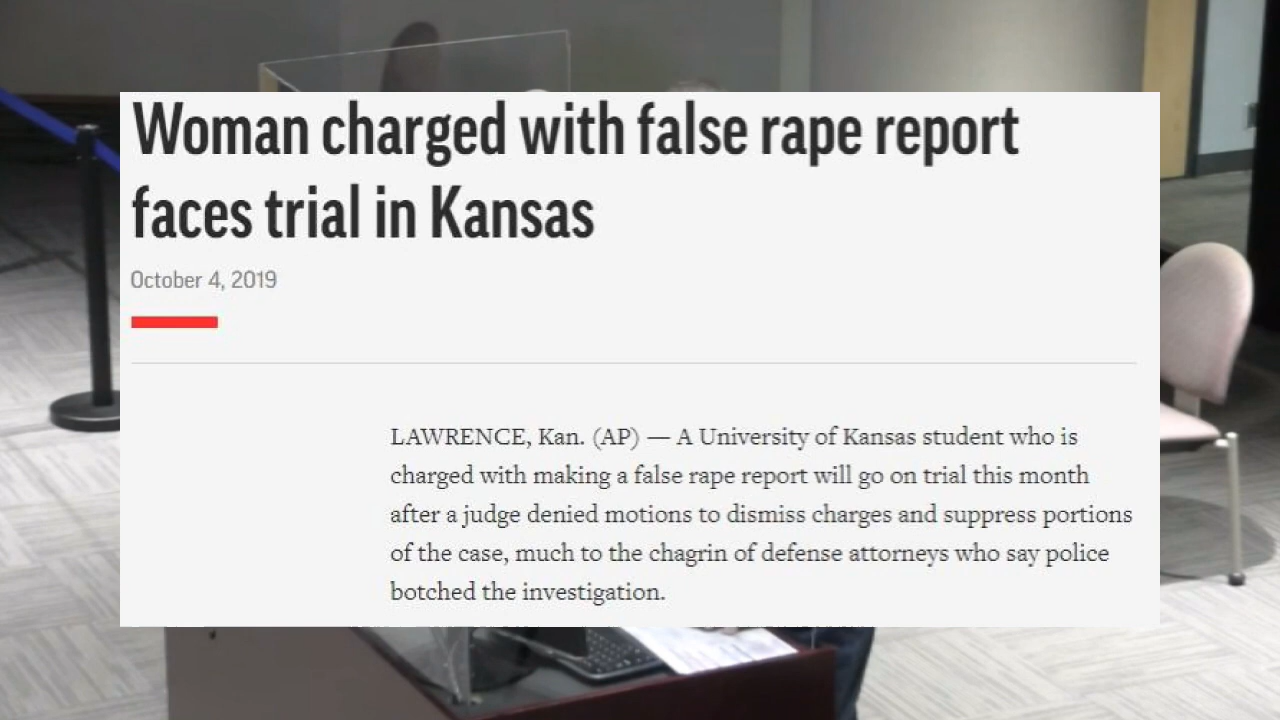 Woman charged with false rape report
faces trial in Kansas
October 4, 2019
LAWRENCE, Kan. (AP) — A University of Kansas student who is
charged with making a false rape report will go on trial this month
after a judge denied motions to dismiss charges and suppress portions
of the case, much to the chagrin of defense attorneys who say police
botched the investigation.